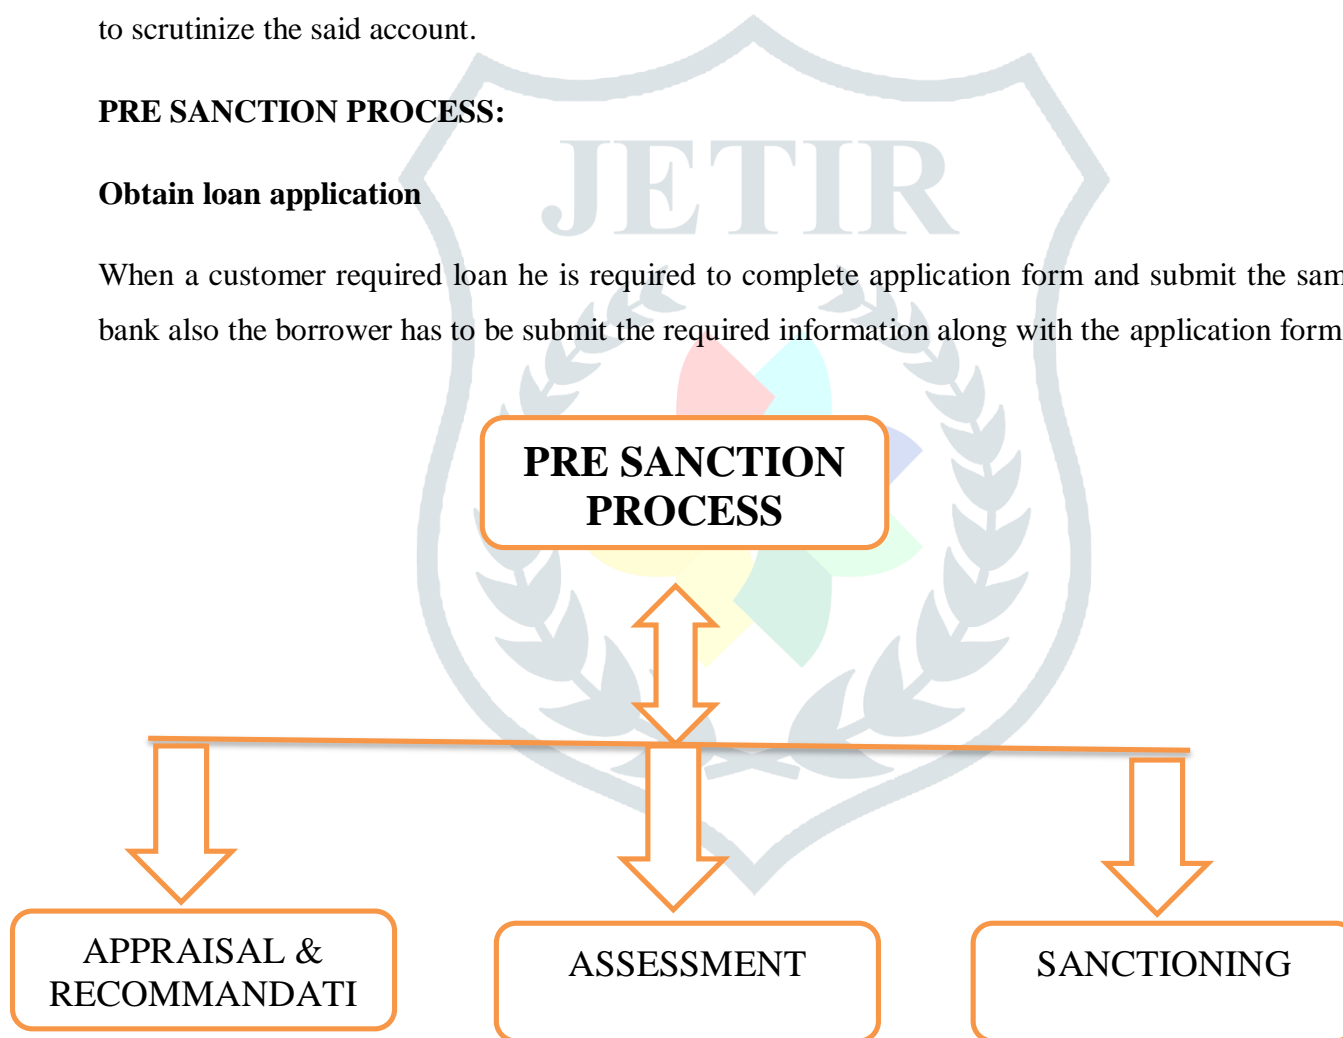 to scrutinize the said account.
PRE SANCTION PROCESS:
JETIR
Obtain loan application
When a customer required loan he is required to complete application form and submit the sam
bank also the borrower has to be submit the required information along with the application form
PRE SANCTION
PROCESS
APPRAISAL &
RECOMMANDATI
ASSESSMENT
SANCTIONING